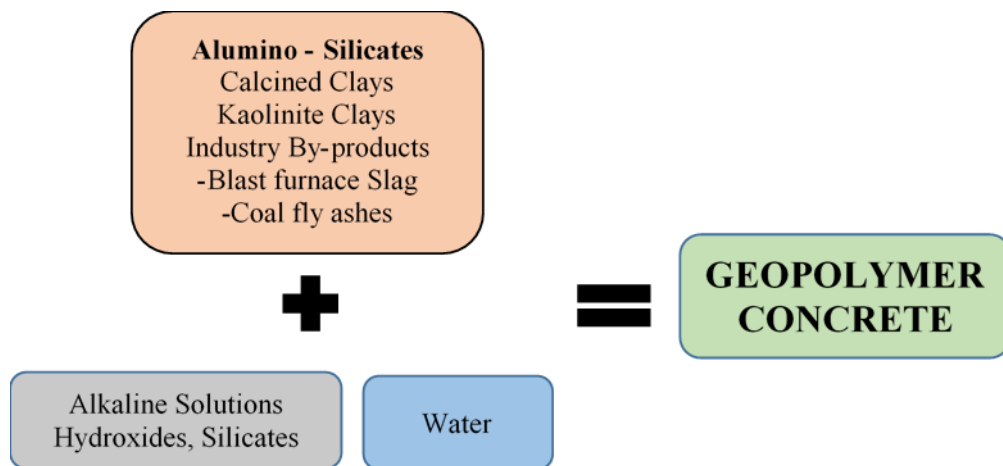 Alumino - Silicates
Calcined Clays
Kaolinite Clays
Industry By-products
-Blast furnace Slag
-Coal fly ashes
GEOPOLYMER
CONCRETE
Alkaline Solutions
Hydroxides, Silicates
Water